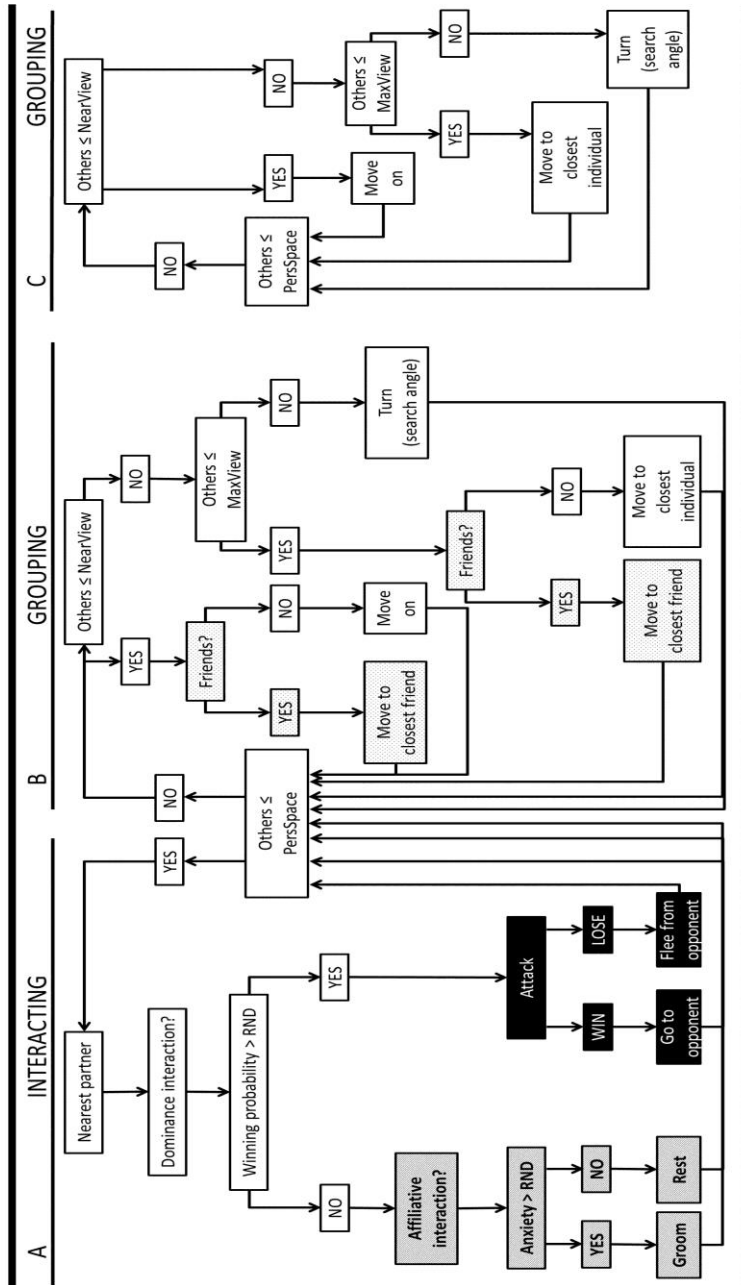 A
INTERACTING
Nearest partner
Dominance interaction?
Winning probability > RND
NO
YES
Affiliative
interaction?
Anxiety > RND
YES
NO
Groom
Rest
Attack
WIN
LOSE
Go to
opponent
Flee from
opponent
YES
NO
Others ≤
PersSpace
B
GROUPING
Others ≤ NearView
YES
NO
Friends?
YES
NO
Move to
closest friend
Move
on
Others ≤
MaxView
YES
NO
Turn
(search angle)
Friends?
YES
NO
Move to
closest friend
Move to
closest
individual
C
GROUPING
Others ≤ NearView
NO
Others ≤
PersSpace
YES
NO
Move
on
Others ≤
MaxView
YES
NO
Move to
closest
individual
Turn
(search
angle)